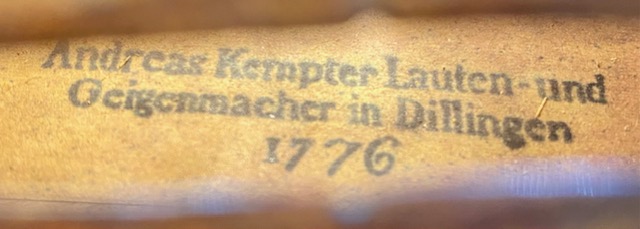 Andreas Kempter Lauten-und
Geigenmacher in Dillingen
1776